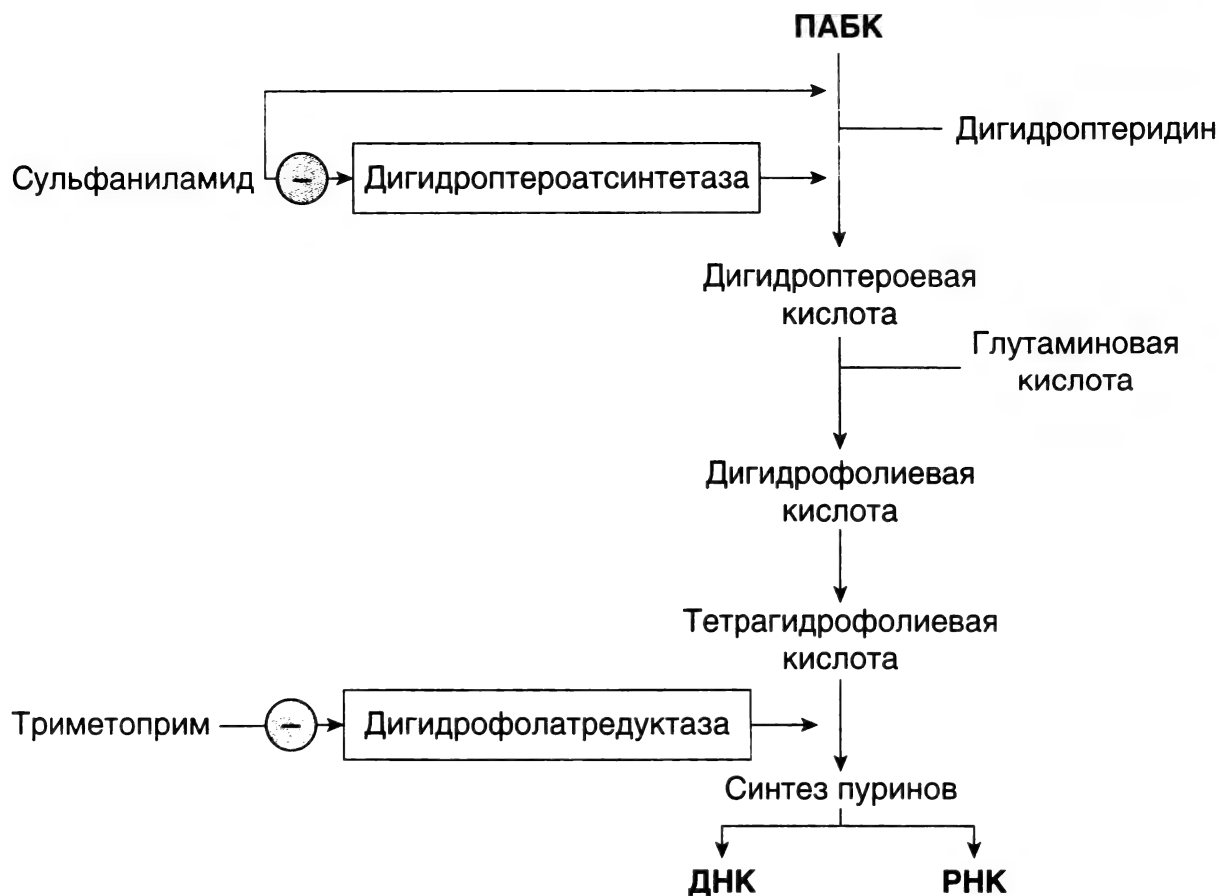 ПАБК
Дигидроптеридин
Сульфаниламид
–
Дигидроптероатсинтетаза
Дигидроптероевая
кислота
Глутаминовая
кислота
Дигидрофолиевая
кислота
Тетрагидрофолиевая
кислота
Триметоприм
–
Дигидрофолатредуктаза
Синтез пуринов
ДНК
РНК